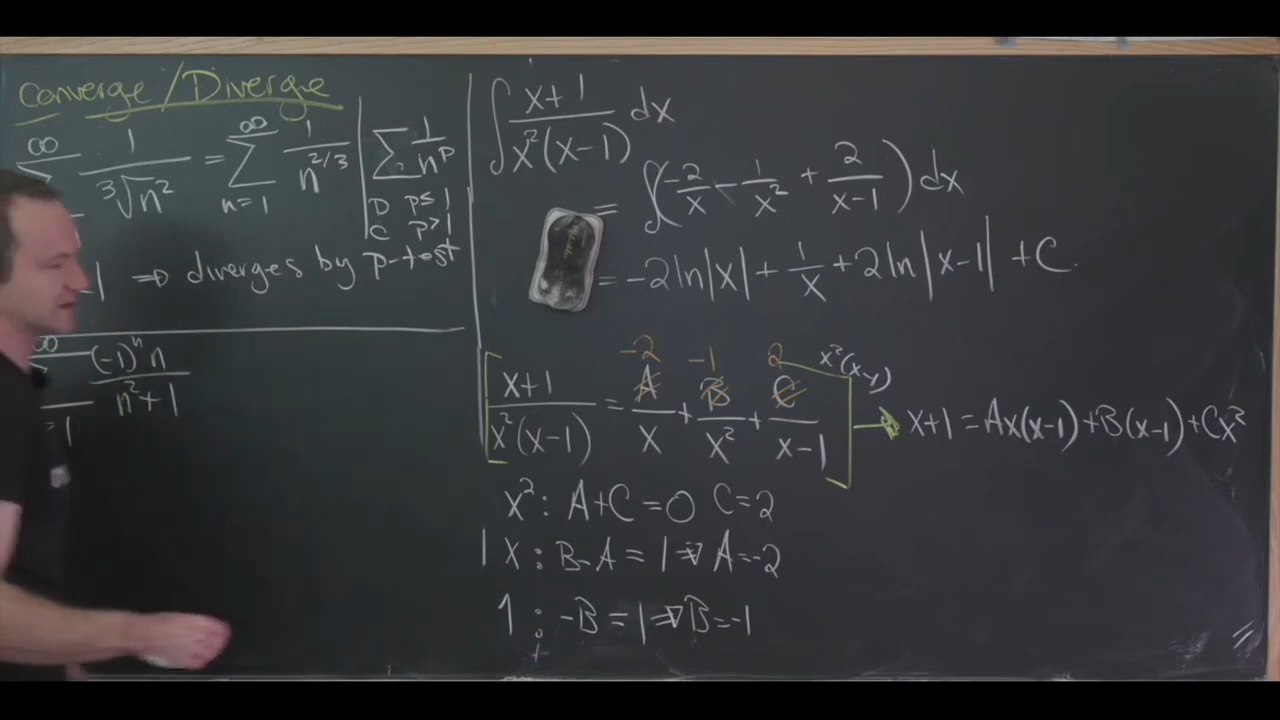 Converge/Diverge
∞ 1/∛n² = ∑_{n=1}^{∞} 1/n^{2/3} | ∑ 1/n^p
D p≤1
C p>1
1 ⇒ diverges by p-test
∞ (-1)^n n / n²+1
=1
∫ x+1 / x²(x-1) dx
= ∫(-2/x - 1/x² + 2/(x-1)) dx
= -2ln|x| + 1/x + 2ln|x-1| + C
-2 -1 2 x²(x-1)
[x+1 / x²(x-1) = A/x + B/x² + C/(x-1)] → x+1 = Ax(x-1)+B(x-1)+Cx²
x²: A+C=0 C=2
x: B-A=1 ⇒ A=-2
1: -B=1 ⇒ B=-1